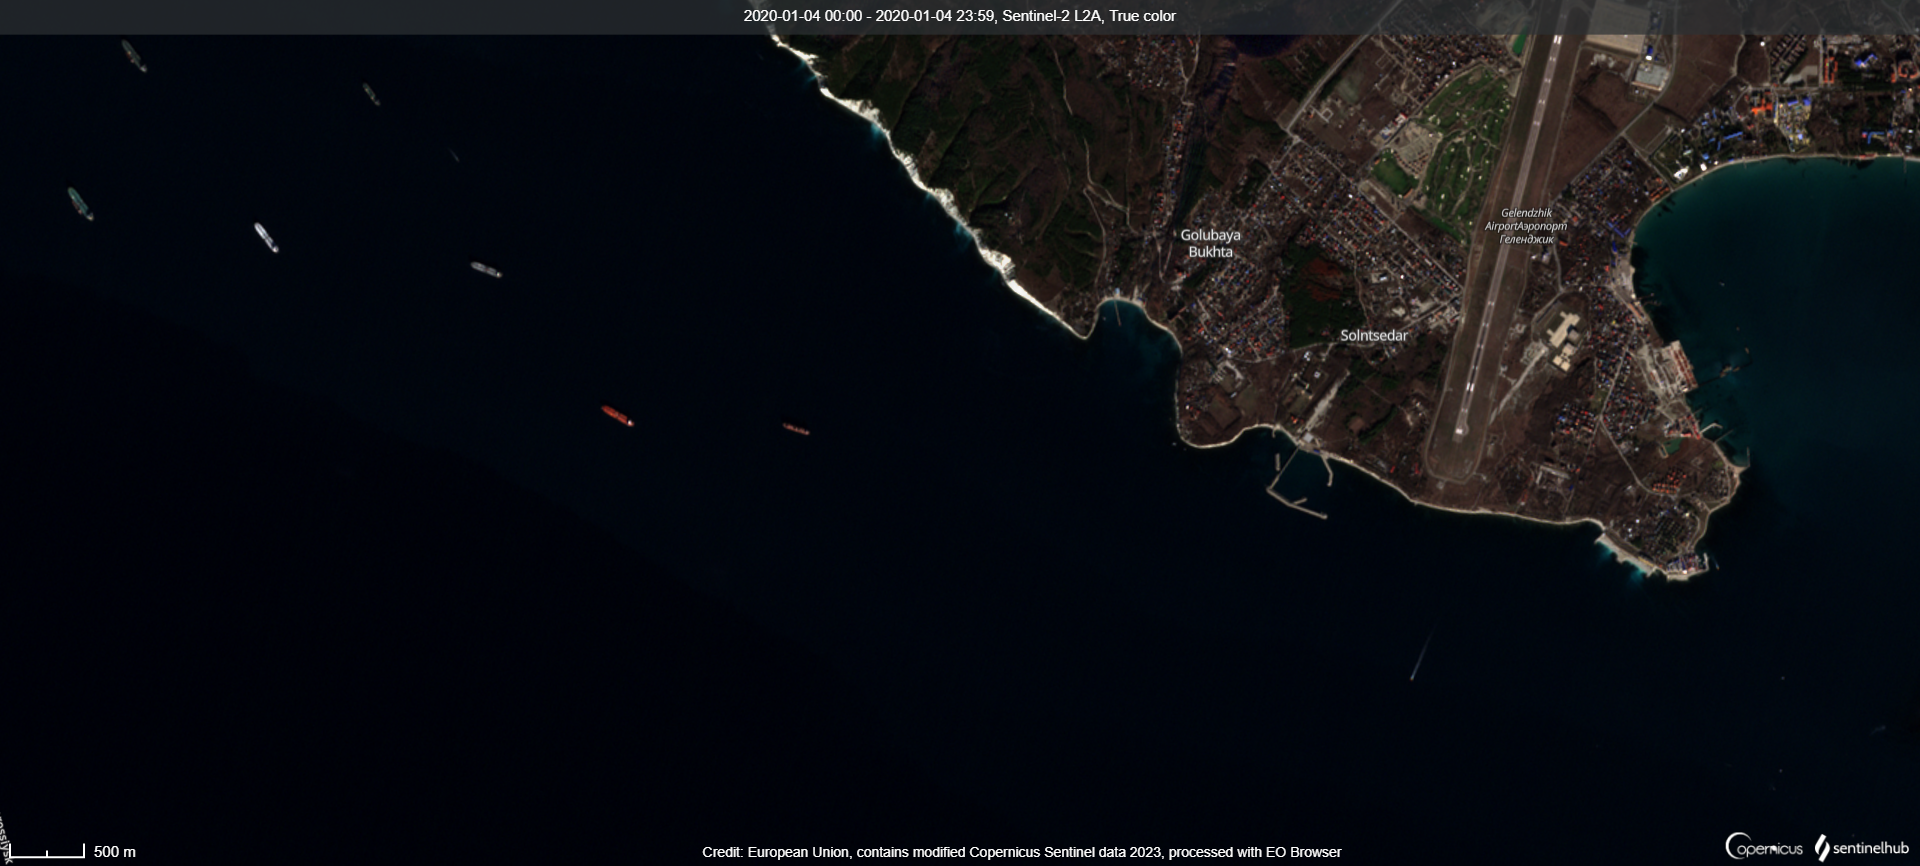 2020-01-04 00:00 - 2020-01-04 23:59, Sentinel-2 L2A, True color
Gelendzhik
AirportАэропорт
Геленджик
Golubaya
Bukhta
Solntsedar
500 m
Credit: European Union, contains modified Copernicus Sentinel data 2023, processed with EO Browser
Copernicus
sentinelhub